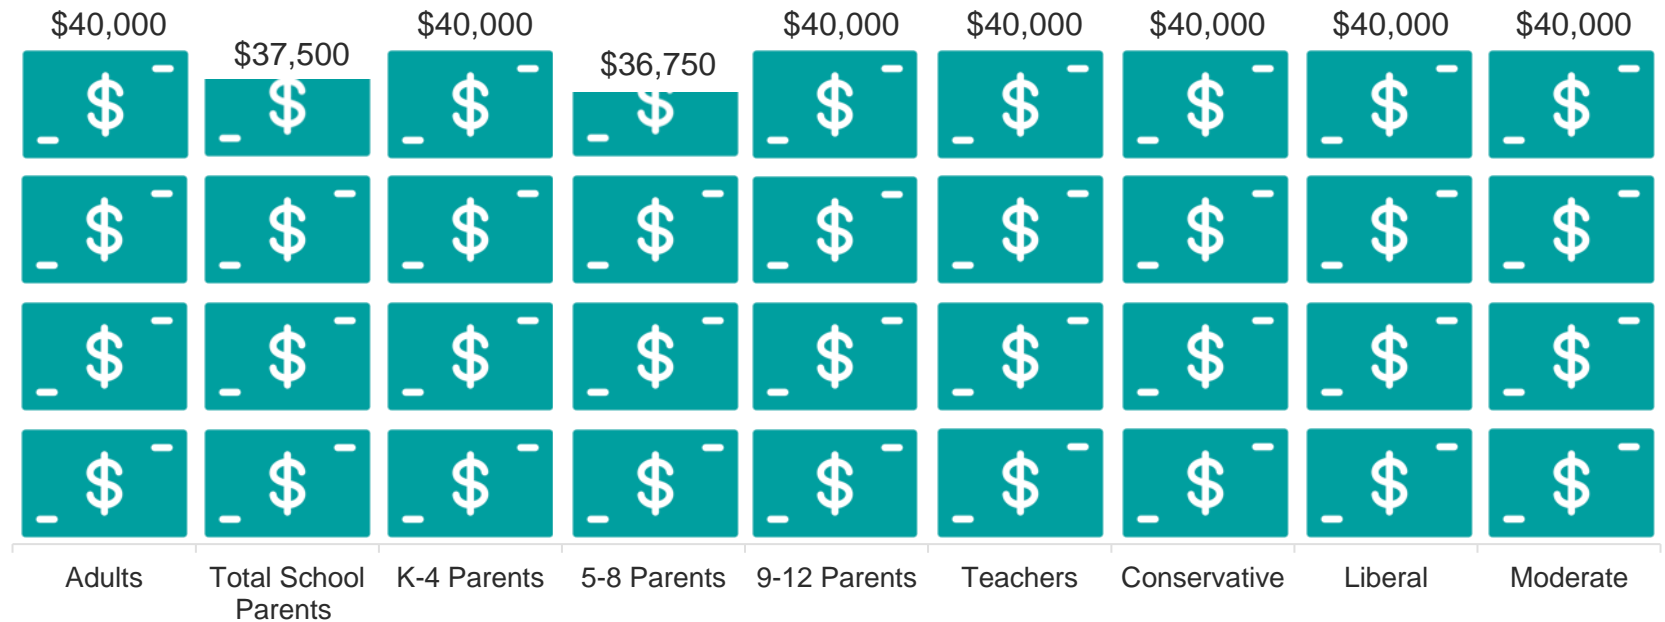 $40,000
$37,500
$40,000
$36,750
$40,000
$40,000
$40,000
$40,000
$40,000
$ $ $ $ $ $ $ $ $
$ $ $ $ $ $ $ $ $
$ $ $ $ $ $ $ $ $
$ $ $ $ $ $ $ $ $
Adults
Total School
Parents
K-4 Parents
5-8 Parents
9-12 Parents
Teachers
Conservative
Liberal
Moderate